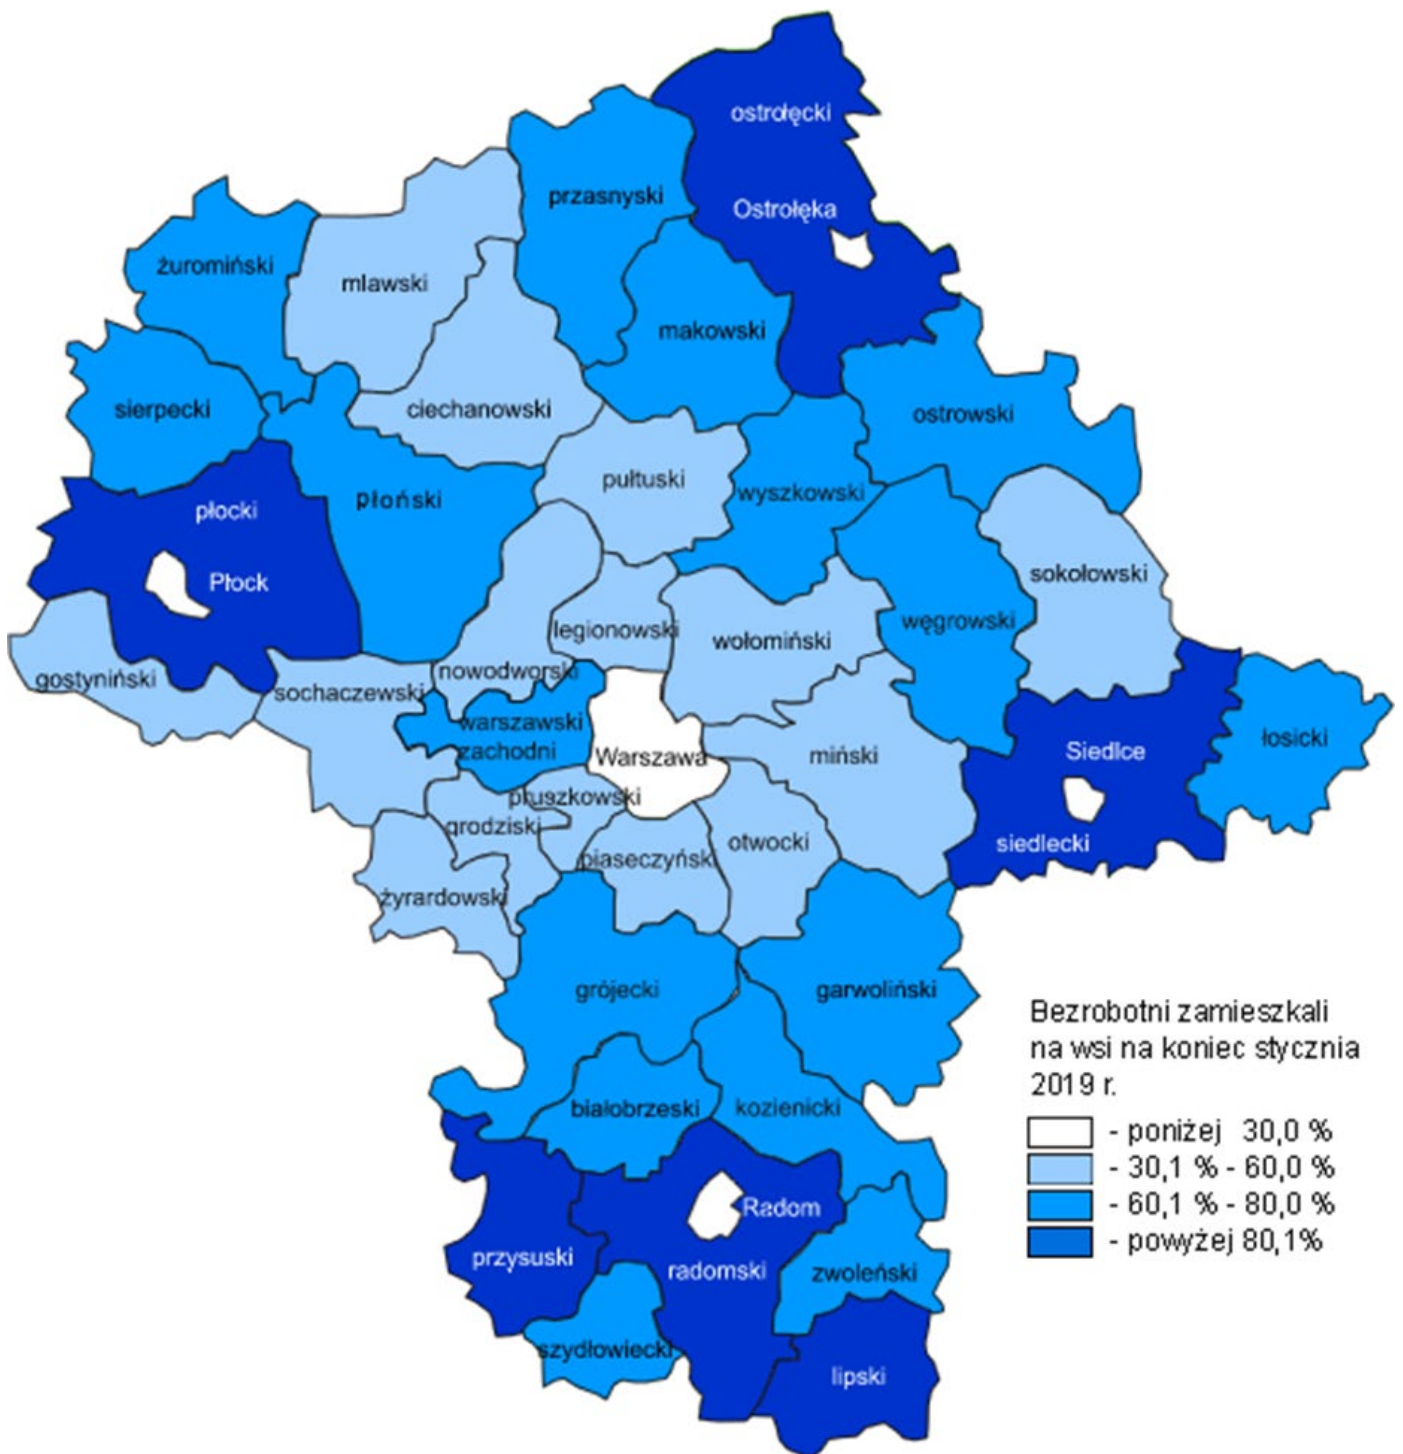 ostrołęcki
przasnyski
Ostrołęka
żuromiński
mlawski
makowski
sierpecki
ciechanowski
ostrowski
pułtuski
wyszkowski
płoński
płocki
Płock
sokołowski
węgrowski
legionowski
wołomiński
gostyniński
nowodworski
sochaczewski
warszawski
zachodni
Warszawa
miński
Siedlce
łosicki
pruszkowski
grodziski
otwocki
siedlecki
piaseczyński
żyrardowski
grójecki
garwoliński
Bezrobotni zamieszkali
na wsi na koniec stycznia
2019 r.
białobrzeski
kozienicki
- poniżej 30,0 %
- 30,1 % - 60,0 %
- 60,1 % - 80,0 %
- powyżej 80,1%
Radom
przysuski
radomski
zwoleński
szydłowiecki
lipski